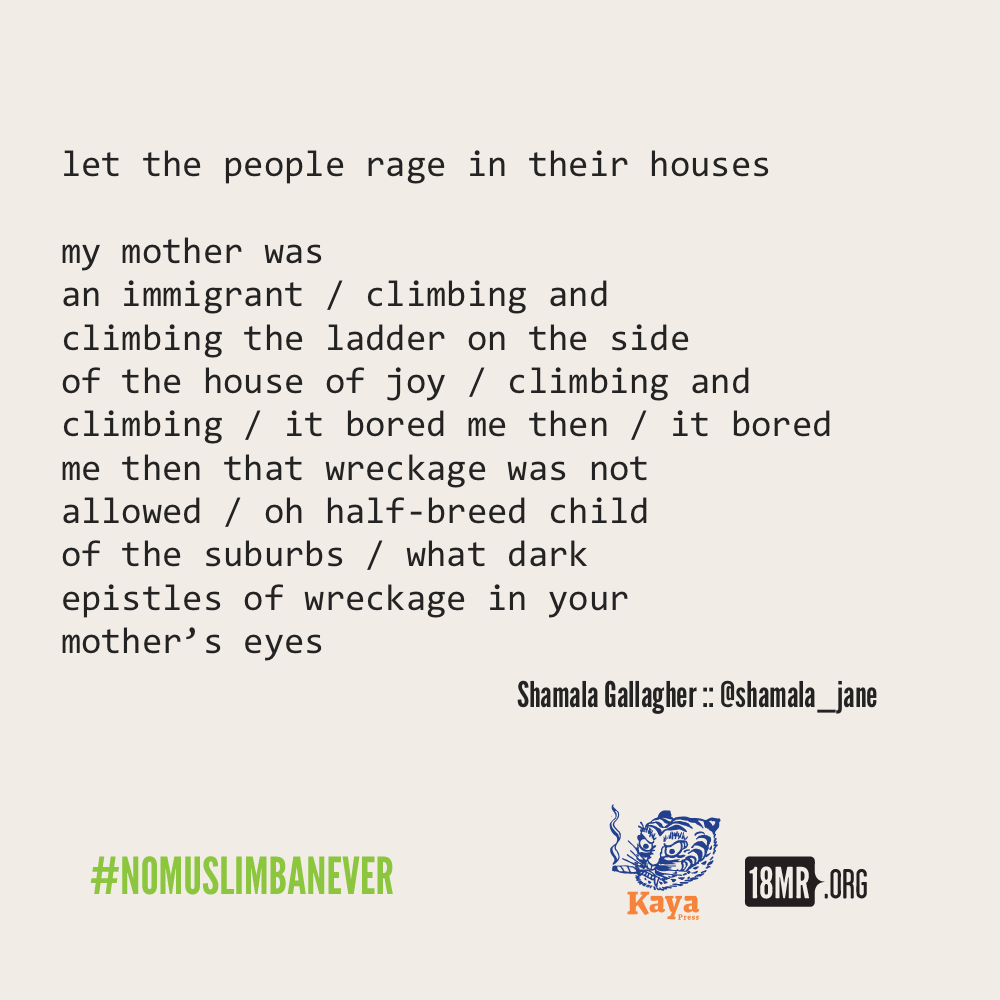 let the people rage in their houses
my mother was
an immigrant / climbing and
climbing the ladder on the side
of the house of joy / climbing and
climbing / it bored me then / it bored
me then that wreckage was not
allowed / oh half-breed child
of the suburbs / what dark
epistles of wreckage in your
mother’s eyes
Shamala Gallagher :: @shamala_jane
#NOMUSLIMBANEVER
Kaya
Press
18MR.ORG